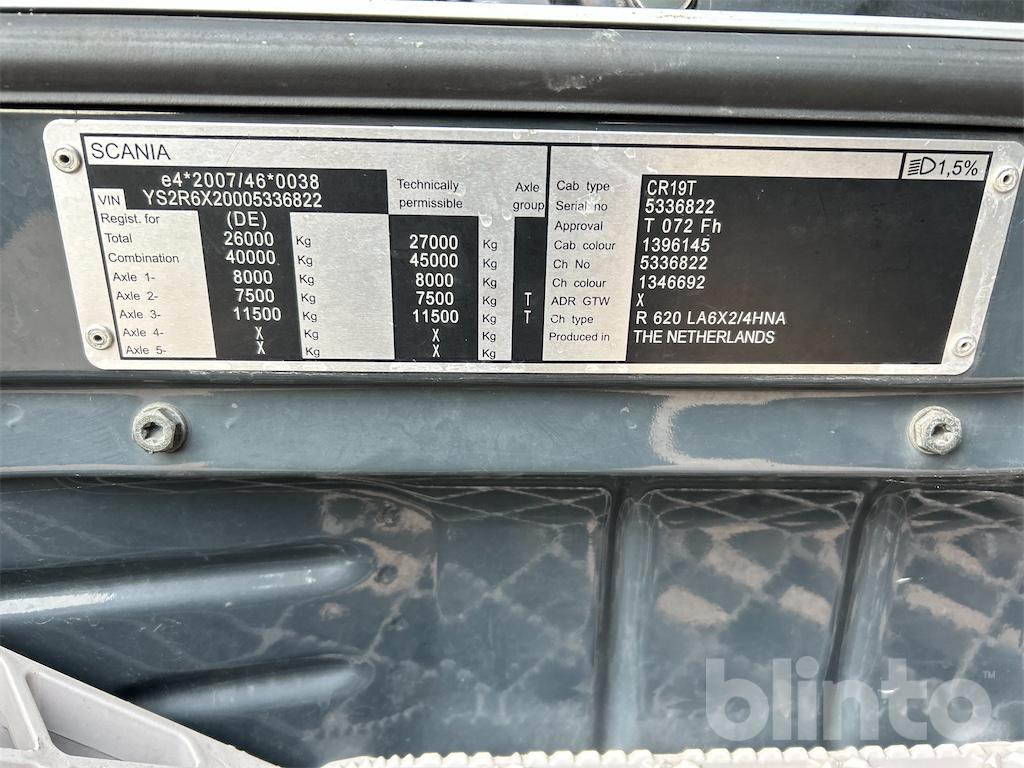 SCANIA
1,5%
e4*2007/46*0038
VIN YS2R6X20005336822
Technically permissible
Axle group
Regist. for (DE)
Total 26000 Kg 27000 Kg
Combination 40000 Kg 45000 Kg
Axle 1- 8000 Kg 8000 Kg
Axle 2- 7500 Kg 7500 Kg T
Axle 3- 11500 Kg 11500 Kg T
Axle 4- X Kg X Kg
Axle 5- X Kg X Kg
Cab type CR19T
Serial no 5336822
Approval T 072 Fh
Cab colour 1396145
Ch No 5336822
Ch colour 1346692
ADR GTW X
Ch type R 620 LA6X2/4HNA
Produced in THE NETHERLANDS
blinto™